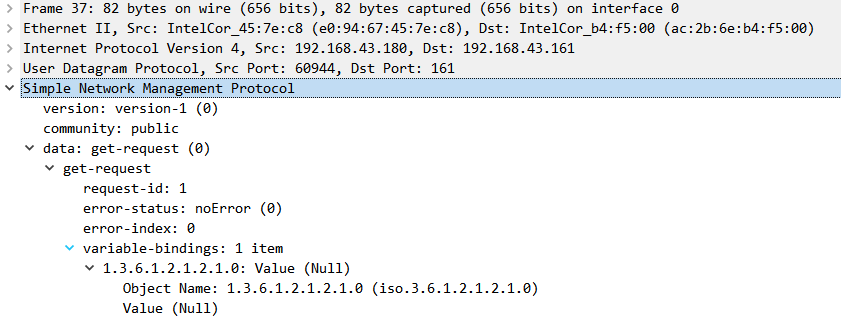 Frame 37: 82 bytes on wire (656 bits), 82 bytes captured (656 bits) on interface 0
Ethernet II, Src: IntelCor_45:7e:c8 (e0:94:67:45:7e:c8), Dst: IntelCor_b4:f5:00 (ac:2b:6e:b4:f5:00)
Internet Protocol Version 4, Src: 192.168.43.180, Dst: 192.168.43.161
User Datagram Protocol, Src Port: 60944, Dst Port: 161
Simple Network Management Protocol
version: version-1 (0)
community: public
data: get-request (0)
get-request
request-id: 1
error-status: noError (0)
error-index: 0
variable-bindings: 1 item
1.3.6.1.2.1.2.1.0: Value (Null)
Object Name: 1.3.6.1.2.1.2.1.0 (iso.3.6.1.2.1.2.1.0)
Value (Null)